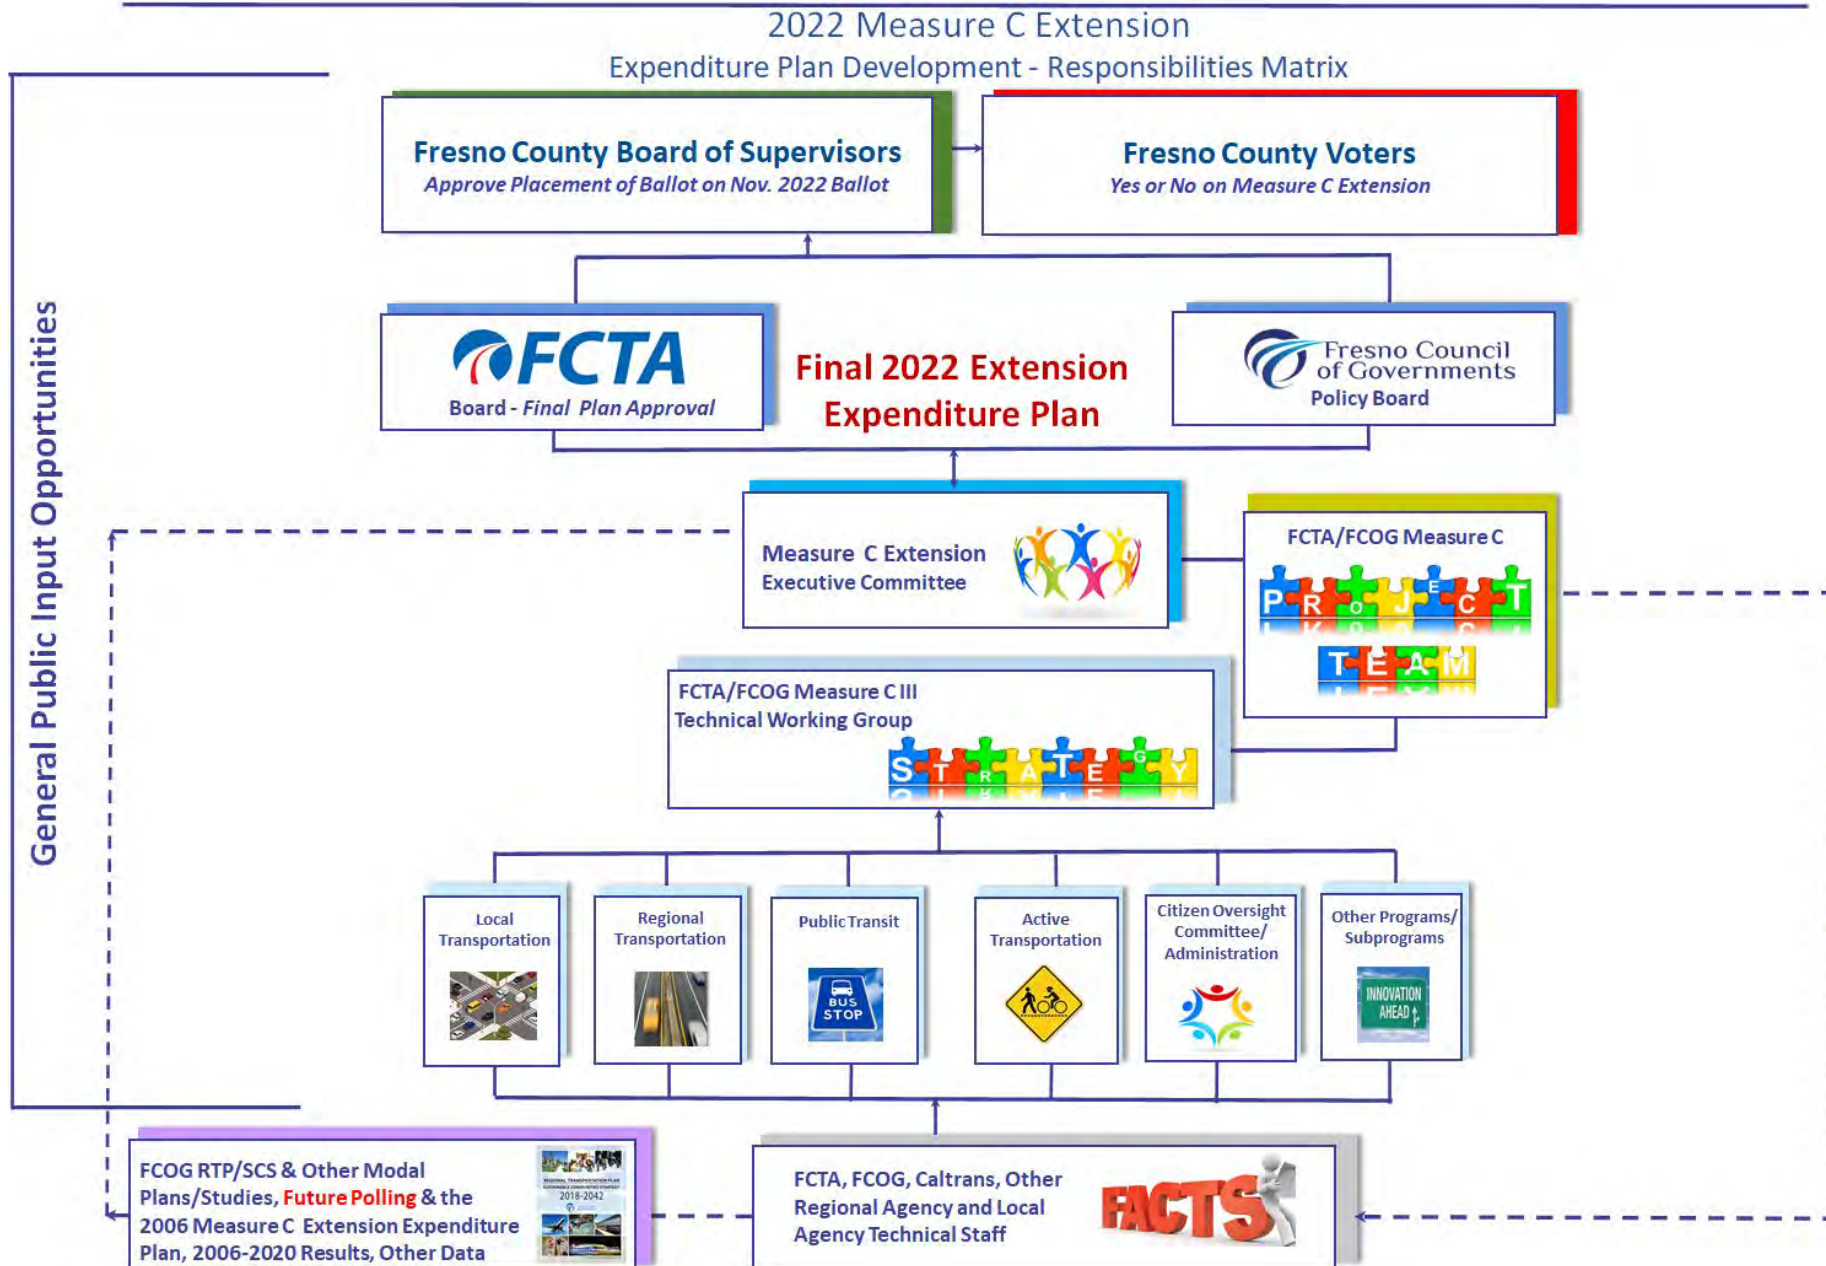 2022 Measure C Extension
Expenditure Plan Development - Responsibilities Matrix
Fresno County Board of Supervisors
Approve Placement of Ballot on Nov. 2022 Ballot
Fresno County Voters
Yes or No on Measure C Extension
General Public Input Opportunities
FCTA
Board - Final Plan Approval
Final 2022 Extension
Expenditure Plan
Fresno Council
of Governments
Policy Board
Measure C Extension
Executive Committee
FCTA/FCOG Measure C
PROJECT
TEAM
FCTA/FCOG Measure C III
Technical Working Group
STRATEGY
Local
Transportation
Regional
Transportation
Public Transit
BUS
STOP
Active
Transportation
Citizen Oversight
Committee/
Administration
Other Programs/
Subprograms
INNOVATION
AHEAD
FCOG RTP/SCS & Other Modal
Plans/Studies, Future Polling & the
2006 Measure C Extension Expenditure
Plan, 2006-2020 Results, Other Data
REGIONAL TRANSPORTATION PLAN
2018-2042
FCTA, FCOG, Caltrans, Other
Regional Agency and Local
Agency Technical Staff
FACTS